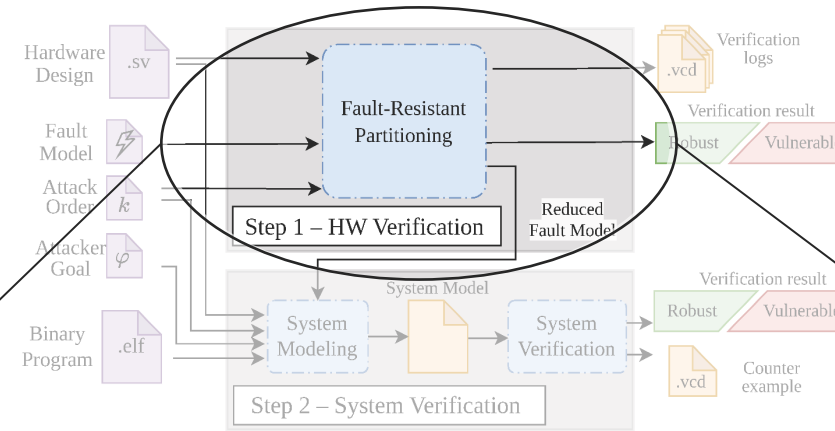 Hardware
Design
.sv
Fault
Model
Attack
Order
k
Attacker
Goal
φ
Binary
Program
.elf
Fault-Resistant
Partitioning
Step 1 – HW Verification
Reduced
Fault Model
.vcd
Verification
logs
Verification result
Robust
Vulnerabl
System Model
System
Modeling
System
Verification
Step 2 – System Verification
Verification result
Robust
Vulnerabl
.vcd
Counter
example